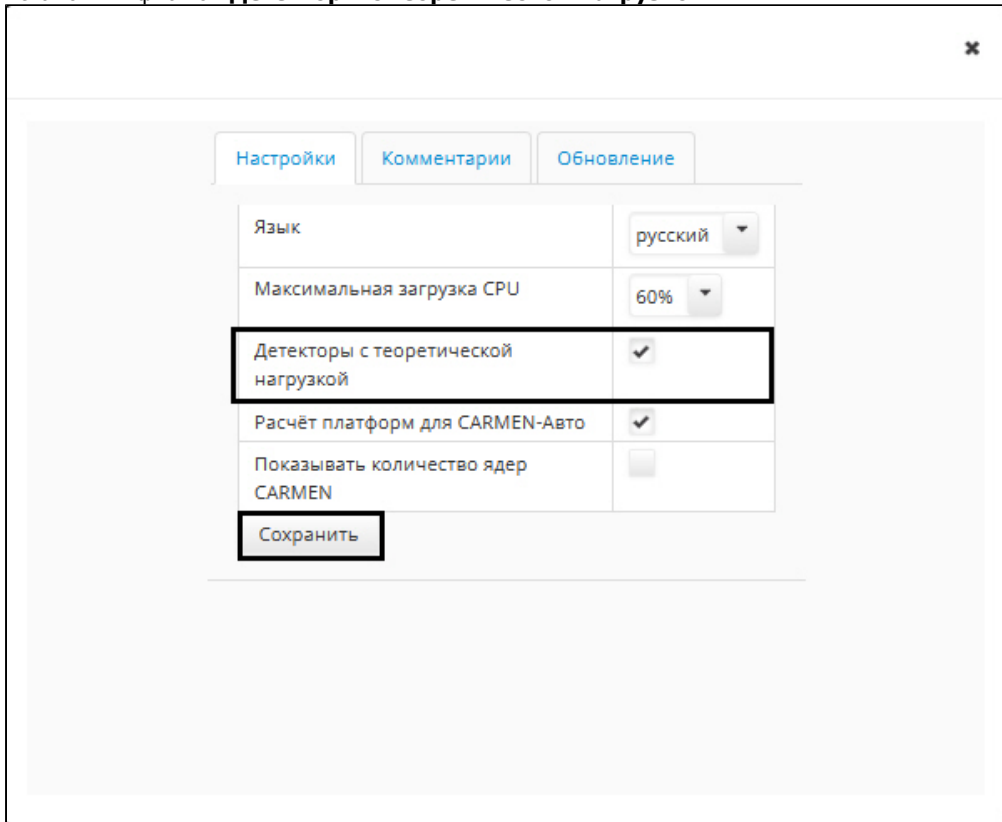 Настройки
Комментарии
Обновление
Язык
русский
Максимальная загрузка CPU
60%
Детекторы с теоретической
нагрузкой
Расчёт платформ для CARMEN-Авто
Показывать количество ядер
CARMEN
Сохранить